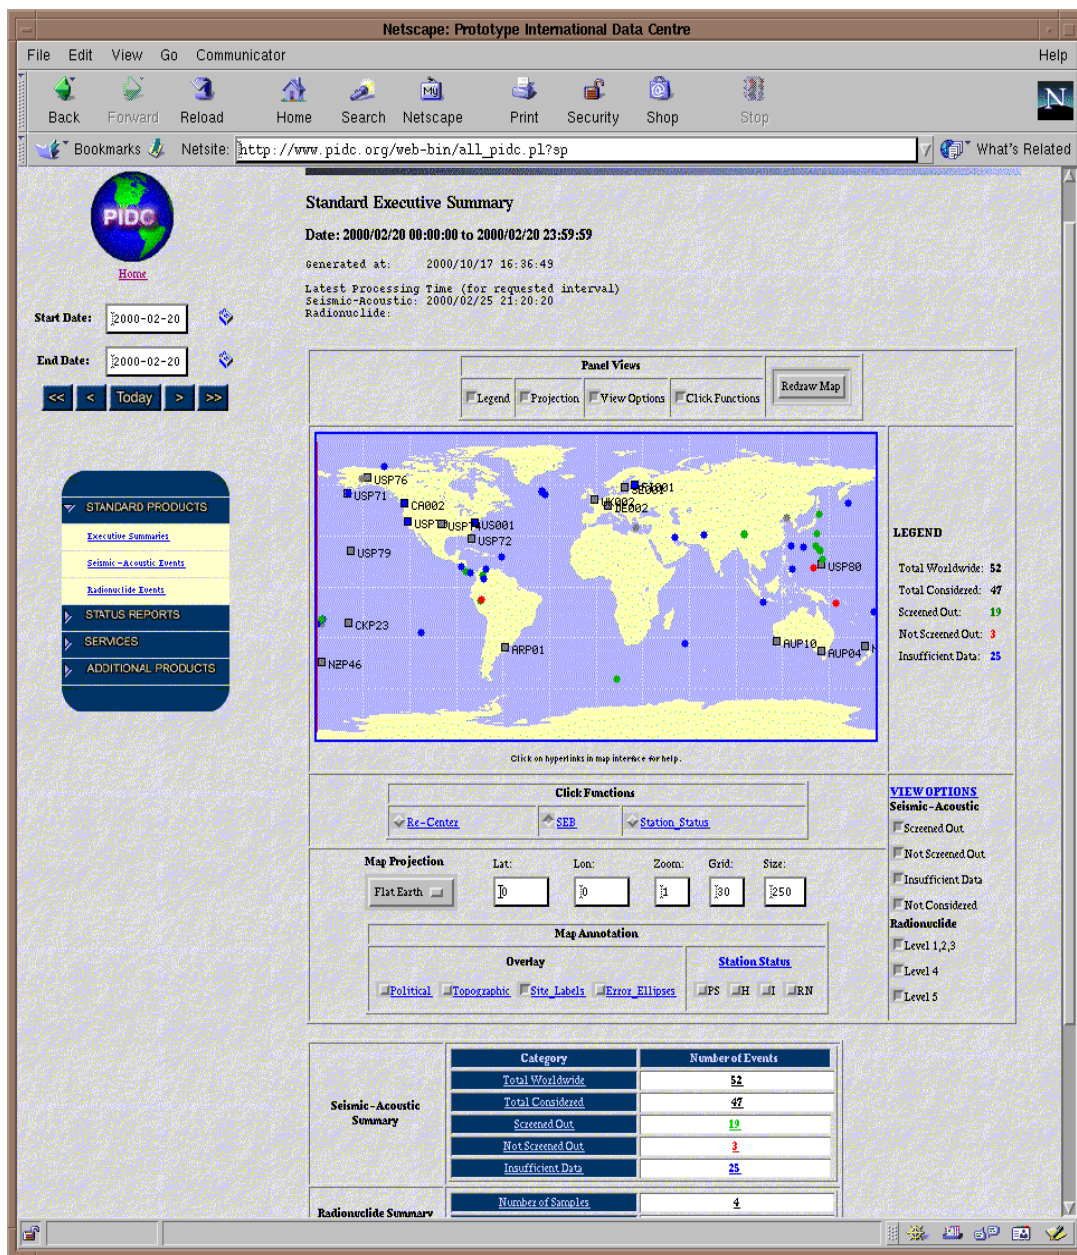 Netscape: Prototype International Data Centre
File Edit View Go Communicator Help
Back Forward Reload Home Search Netscape Print Security Shop Stop
My
N
Bookmarks Netsite: http://www.pidc.org/web-bin/all_pidc.pl?sp What's Related
PIDC
Home
Start Date: 2000-02-20
End Date: 2000-02-20
<< < Today > >>
STANDARD PRODUCTS
Executive Summaries
Seismic-Acoustic Events
Radionuclide Events
STATUS REPORTS
SERVICES
ADDITIONAL PRODUCTS
Standard Executive Summary
Date: 2000/02/20 00:00:00 to 2000/02/20 23:59:59
Generated at: 2000/10/17 16:36:49
Latest Processing Time (for requested interval)
Seismic-Acoustic: 2000/02/25 21:20:20
Radionuclide:
Panel Views
Legend Projection View Options Click Functions
Redraw Map
USP76
USP71
CA002
US001
USP72
USP79
CKP23
NZP46
ARP01
DE002
USP80
AUP10
AUP04
Click on hyperlinks in map interface for help.
LEGEND
Total Worldwide: 52
Total Considered: 47
Screened Out: 19
Not Screened Out: 3
Insufficient Data: 25
Click Functions
Re-Center SEB Station_Status
Map Projection Lat: Lon: Zoom: Grid: Size:
Flat Earth 0 0 1 30 250
Map Annotation
Overlay Station Status
Political Topographic Site_Labels Error_Ellipses PS H I RN
VIEW OPTIONS
Seismic-Acoustic
Screened Out
Not Screened Out
Insufficient Data
Not Considered
Radionuclide
Level 1,2,3
Level 4
Level 5
Seismic-Acoustic
Summary
Category Number of Events
Total Worldwide 52
Total Considered 47
Screened Out 19
Not Screened Out 3
Insufficient Data 25
Radionuclide Summary
Number of Samples 4